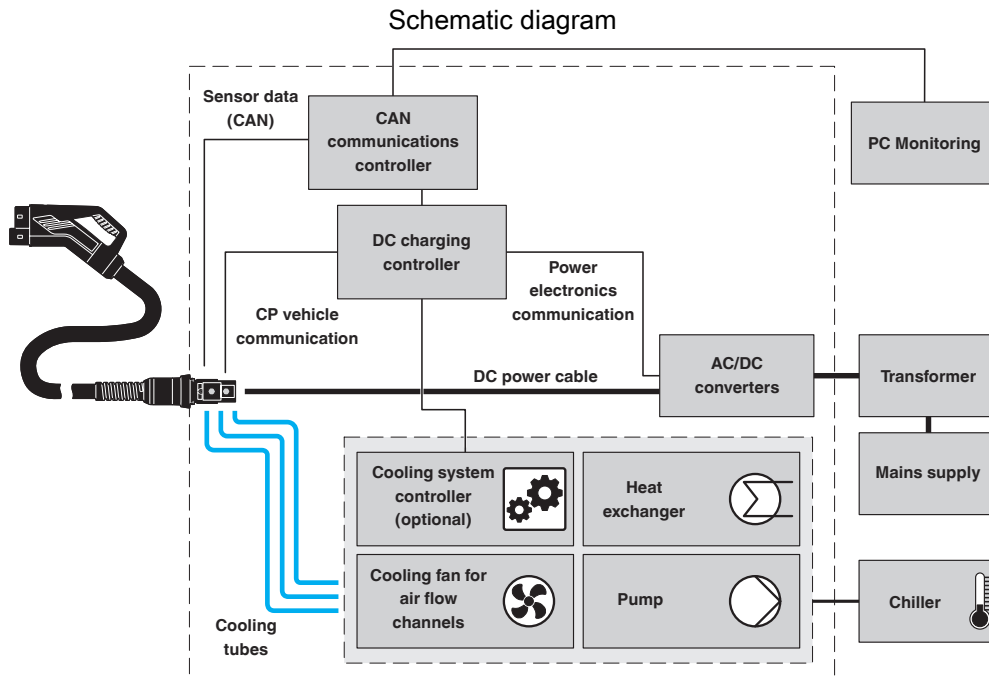 Schematic diagram
Sensor data
(CAN)
CAN
communications
controller
PC Monitoring
DC charging
controller
Power
electronics
communication
CP vehicle
communication
DC power cable
AC/DC
converters
Transformer
Mains supply
Cooling system
controller
(optional)
Heat
exchanger
Cooling fan for
air flow
channels
Pump
Chiller
Cooling
tubes